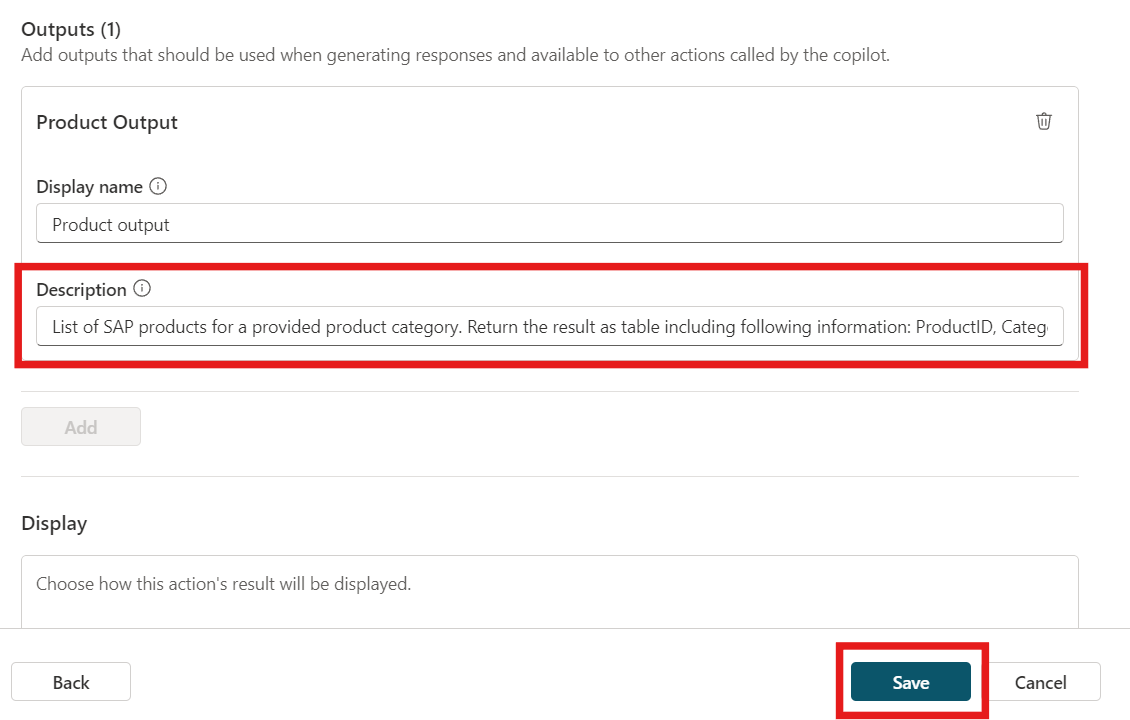 Outputs (1)
Add outputs that should be used when generating responses and available to other actions called by the copilot.
Product Output
Display name
Product output
Description
List of SAP products for a provided product category. Return the result as table including following information: ProductID, Categ
Add
Display
Choose how this action's result will be displayed.
Back
Save
Cancel